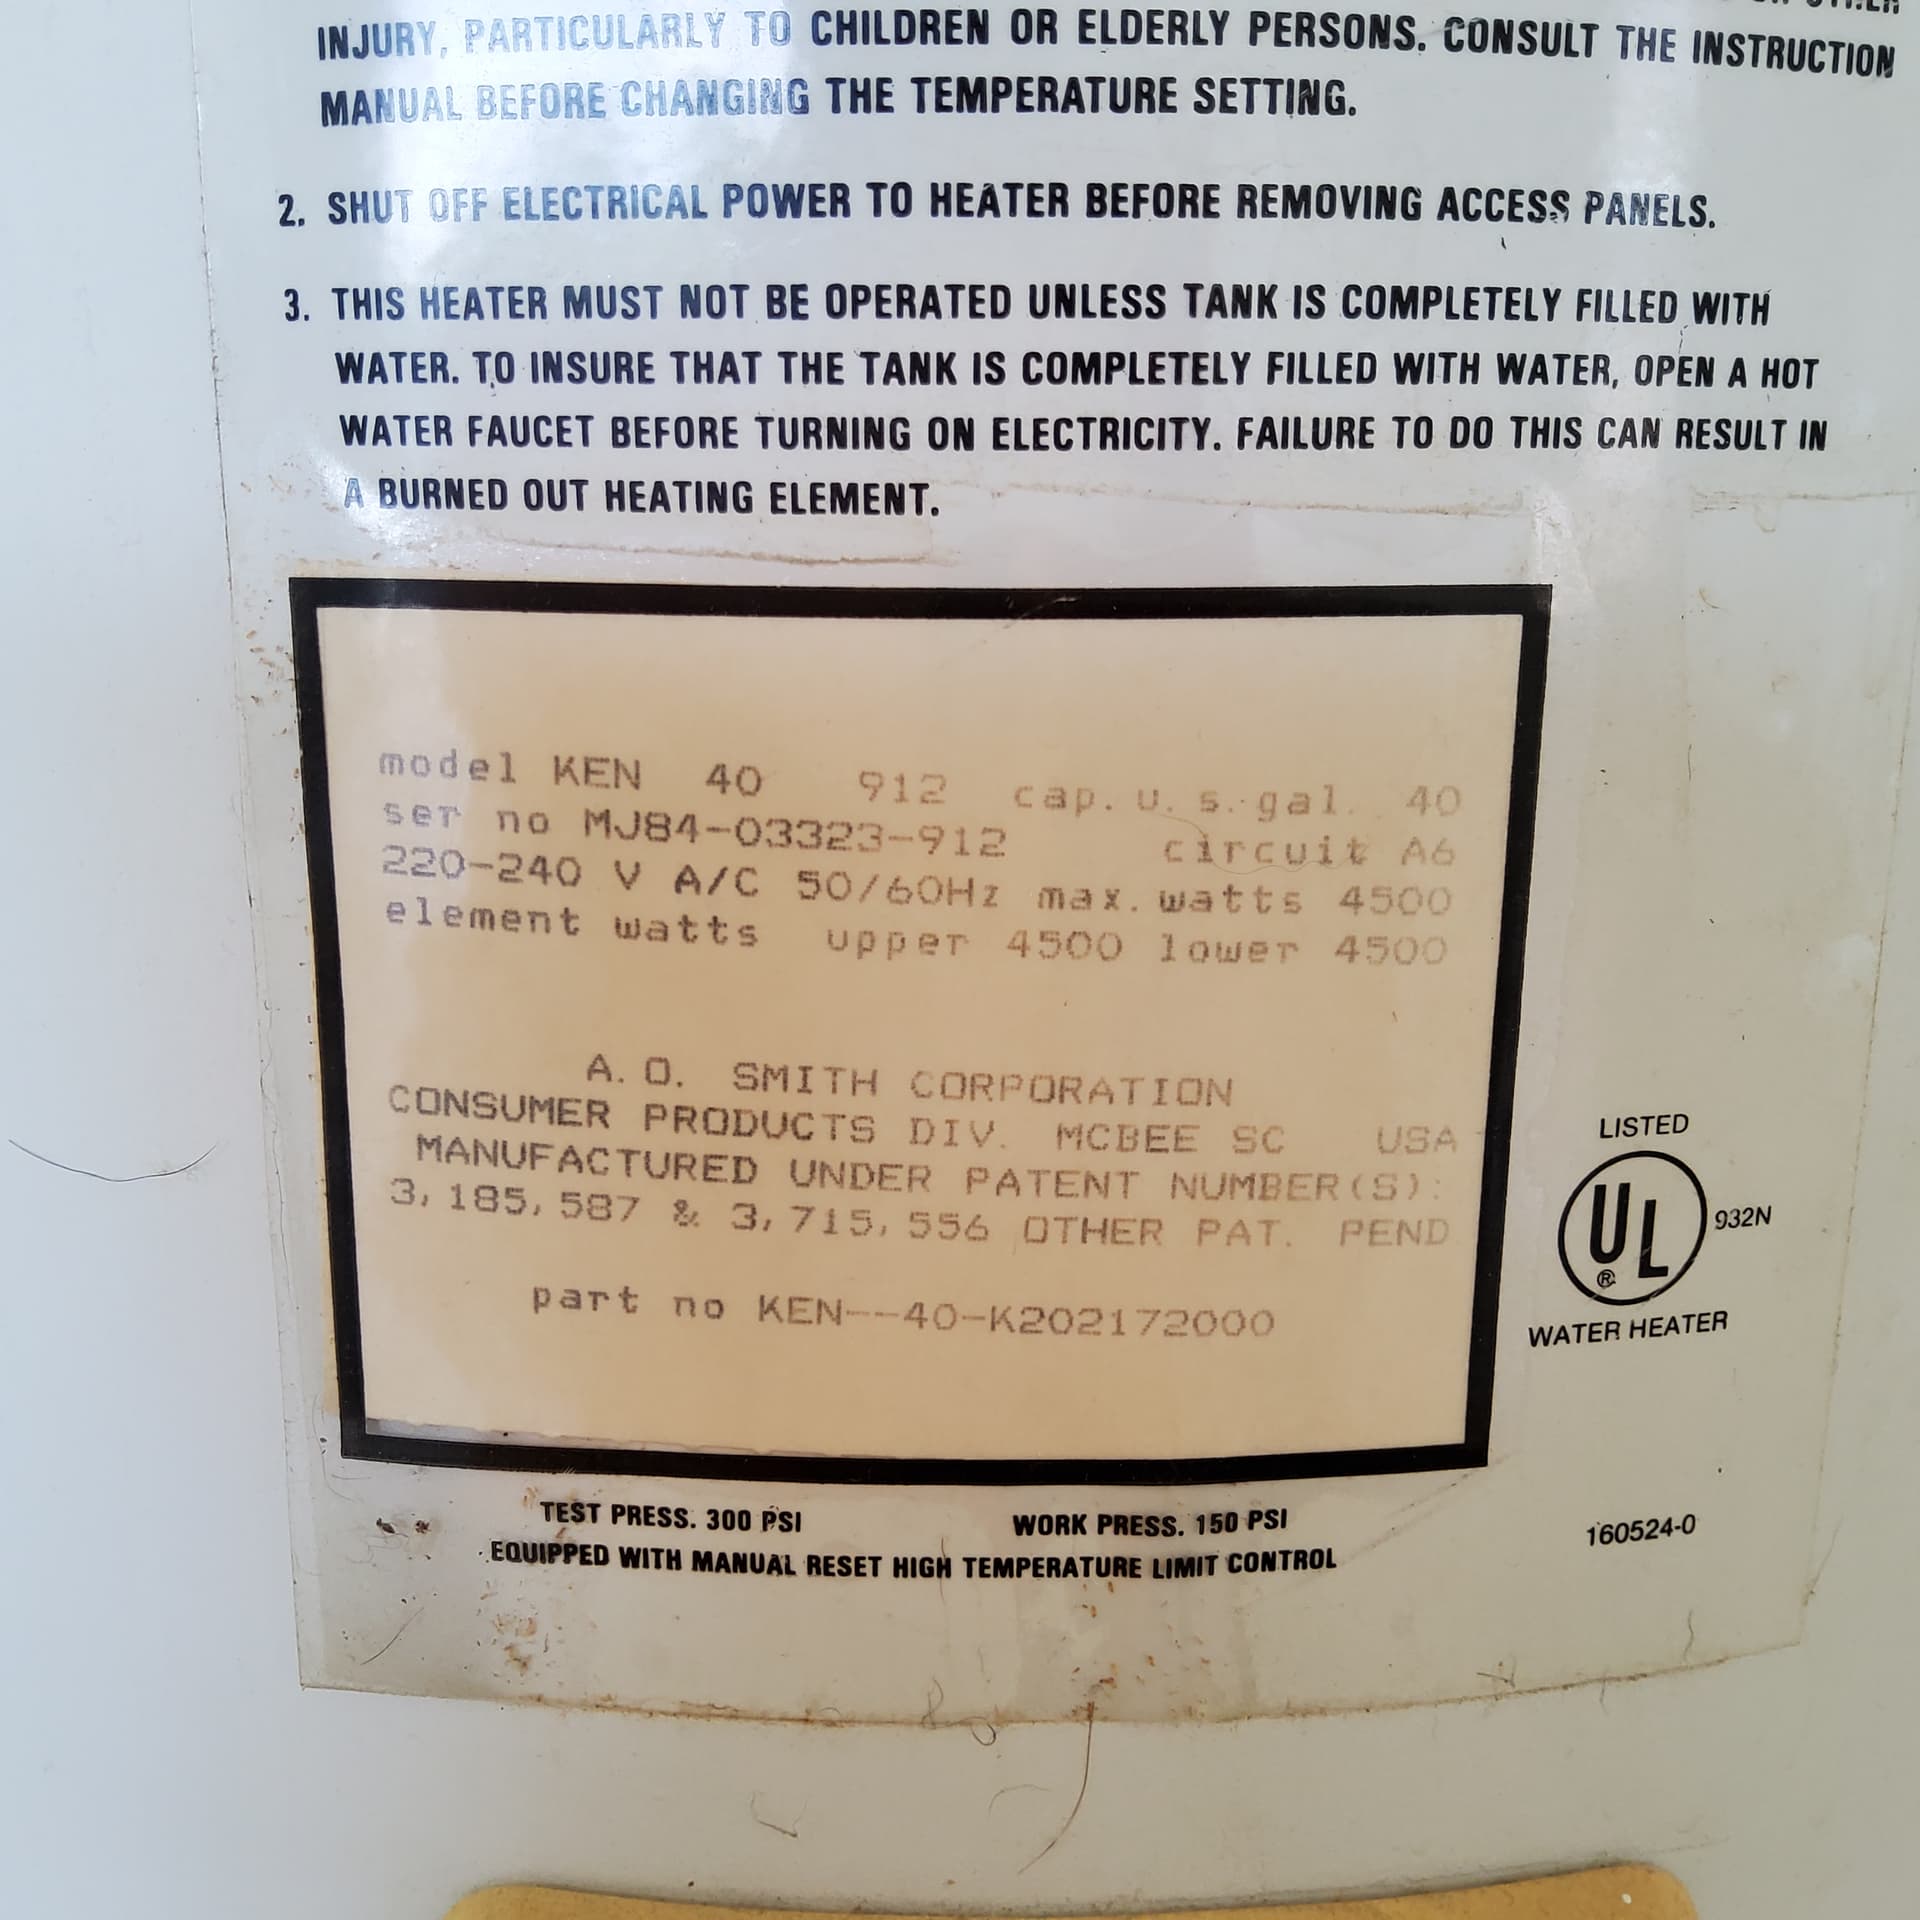 INJURY, PARTICULARLY TO CHILDREN OR ELDERLY PERSONS. CONSULT THE INSTRUCTION
MANUAL BEFORE CHANGING THE TEMPERATURE SETTING.
2. SHUT OFF ELECTRICAL POWER TO HEATER BEFORE REMOVING ACCESS PANELS.
3. THIS HEATER MUST NOT BE OPERATED UNLESS TANK IS COMPLETELY FILLED WITH
WATER. TO INSURE THAT THE TANK IS COMPLETELY FILLED WITH WATER, OPEN A HOT
WATER FAUCET BEFORE TURNING ON ELECTRICITY. FAILURE TO DO THIS CAN RESULT IN
A BURNED OUT HEATING ELEMENT.
model KEN 40 912 cap. u. s. gal. 40
ser no MJ84-03323-912 circuit A6
220-240 V A/C 50/60Hz max. watts 4500
element watts upper 4500 lower 4500
A. O. SMITH CORPORATION
CONSUMER PRODUCTS DIV. MCBEE SC USA
MANUFACTURED UNDER PATENT NUMBER(S):
3, 185, 587 & 3, 715, 556 OTHER PAT. PEND
part no KEN--40-K202172000
LISTED
UL ® 932N
WATER HEATER
TEST PRESS. 300 PSI WORK PRESS. 150 PSI
EQUIPPED WITH MANUAL RESET HIGH TEMPERATURE LIMIT CONTROL
160524-0